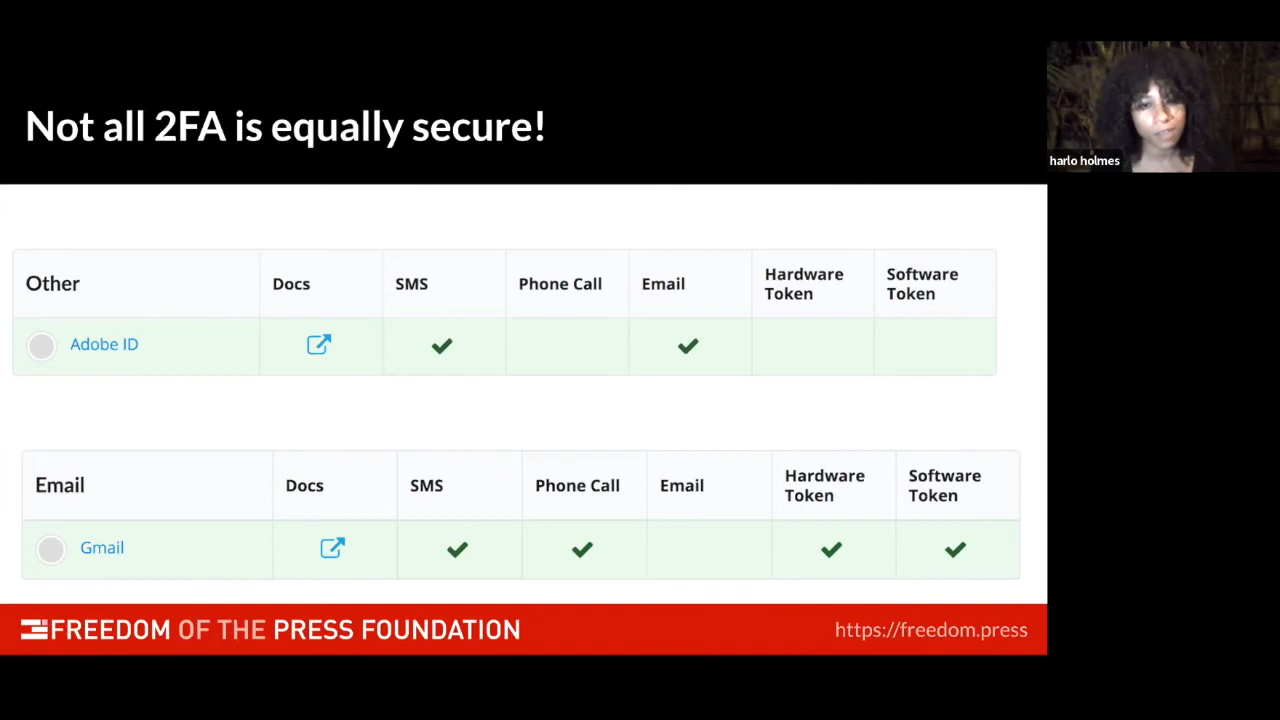 Not all 2FA is equally secure!
harlo holmes
Other Docs SMS Phone Call Email Hardware Token Software Token
Adobe ID
Email Docs SMS Phone Call Email Hardware Token Software Token
Gmail
FREEDOM OF THE PRESS FOUNDATION
https://freedom.press